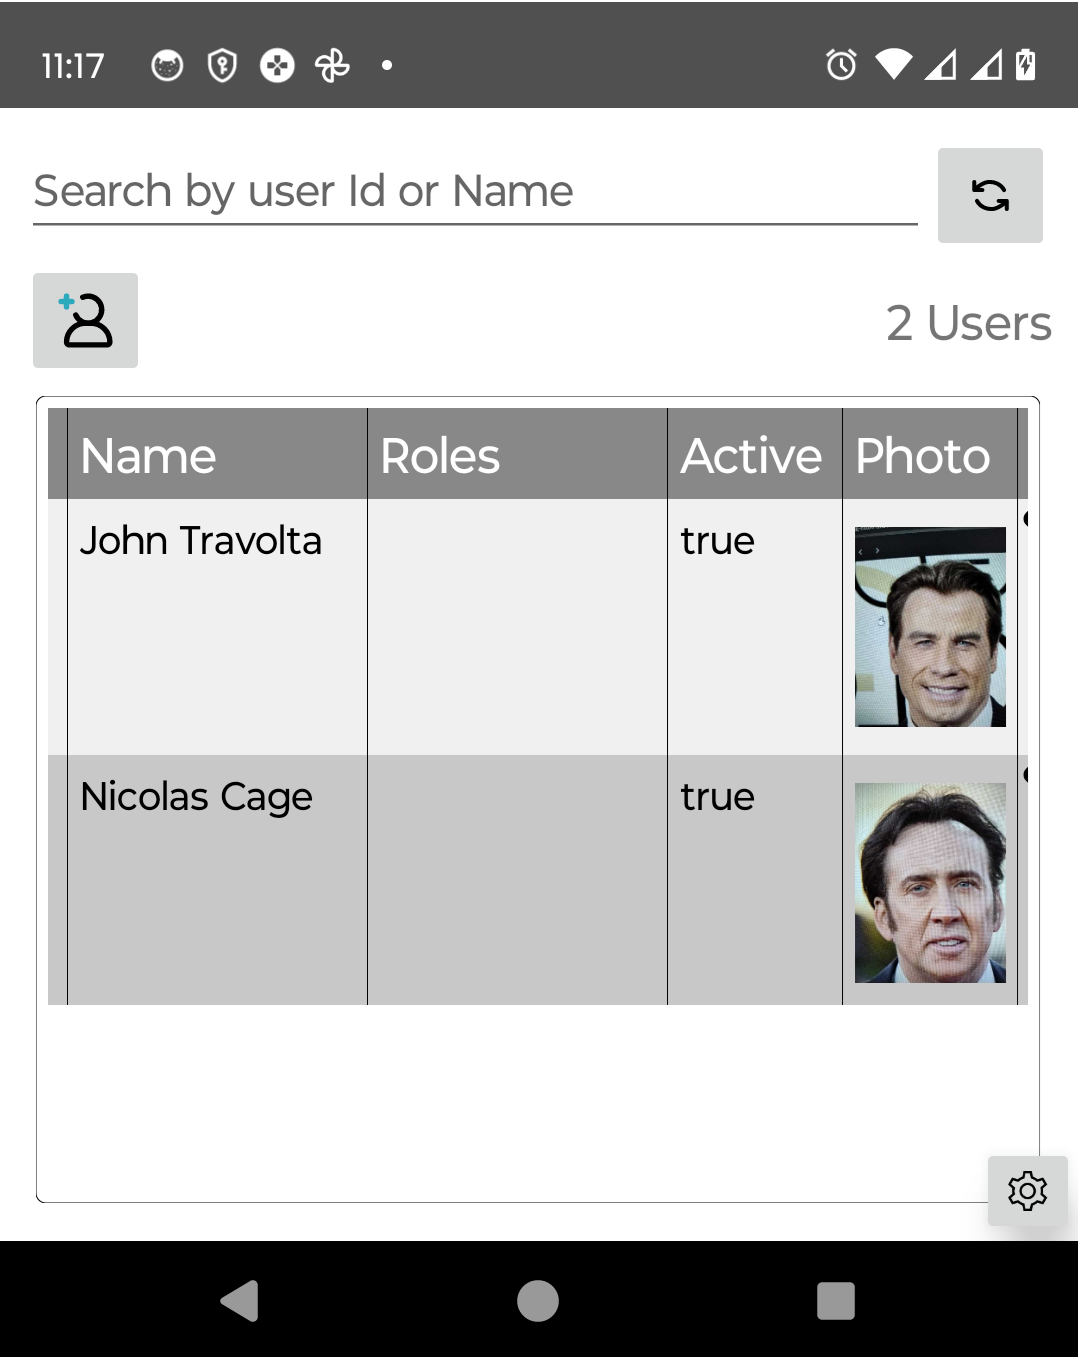 11:17
Search by user Id or Name
2 Users
Name Roles Active Photo
John Travolta true
Nicolas Cage true